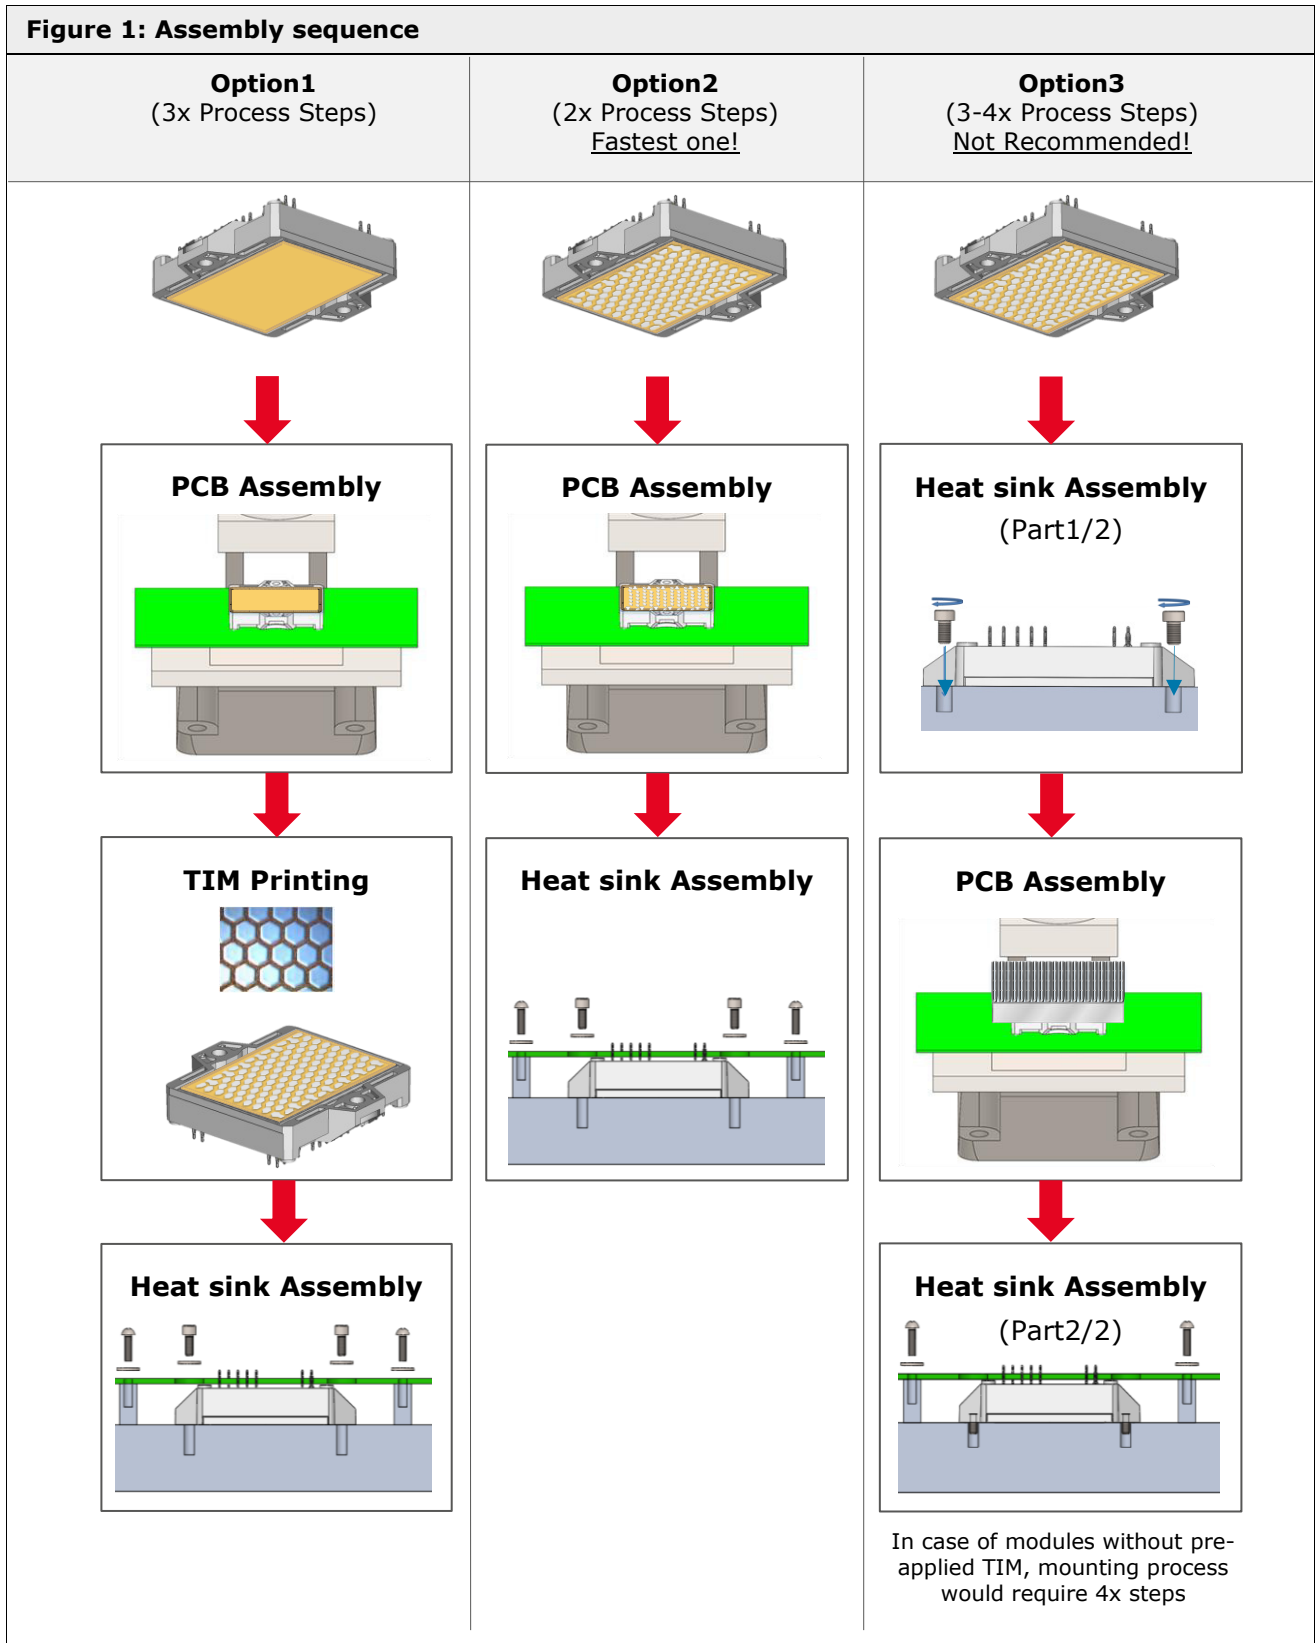 Figure 1: Assembly sequence
Option1
(3x Process Steps)
Option2
(2x Process Steps)
Fastest one!
Option3
(3-4x Process Steps)
Not Recommended!
PCB Assembly
TIM Printing
Heat sink Assembly
PCB Assembly
Heat sink Assembly
Heat sink Assembly
(Part1/2)
PCB Assembly
Heat sink Assembly
(Part2/2)
In case of modules without pre-
applied TIM, mounting process
would require 4x steps